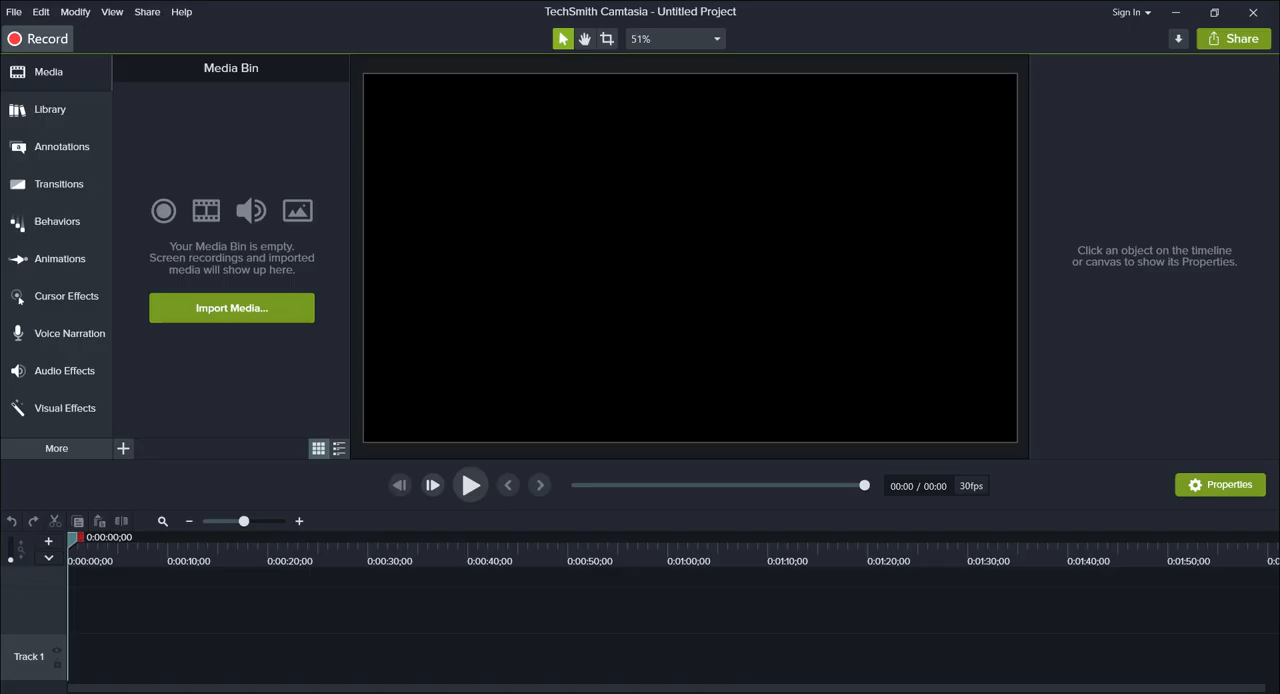 File Edit Modify View Share Help
TechSmith Camtasia - Untitled Project
Sign In
Record
51%
Share
Media
Library
Annotations
Transitions
Behaviors
Animations
Cursor Effects
Voice Narration
Audio Effects
Visual Effects
More
Media Bin
Your Media Bin is empty.
Screen recordings and imported
media will show up here.
Import Media...
Click an object on the timeline
or canvas to show its Properties.
00:00 / 00:00 30fps
Properties
0:00:00;00
0:00:00;00 0:00:10;00 0:00:20;00 0:00:30;00 0:00:40;00 0:00:50;00 0:01:00;00 0:01:10;00 0:01:20;00 0:01:30;00 0:01:40;00 0:01:50;00
Track 1